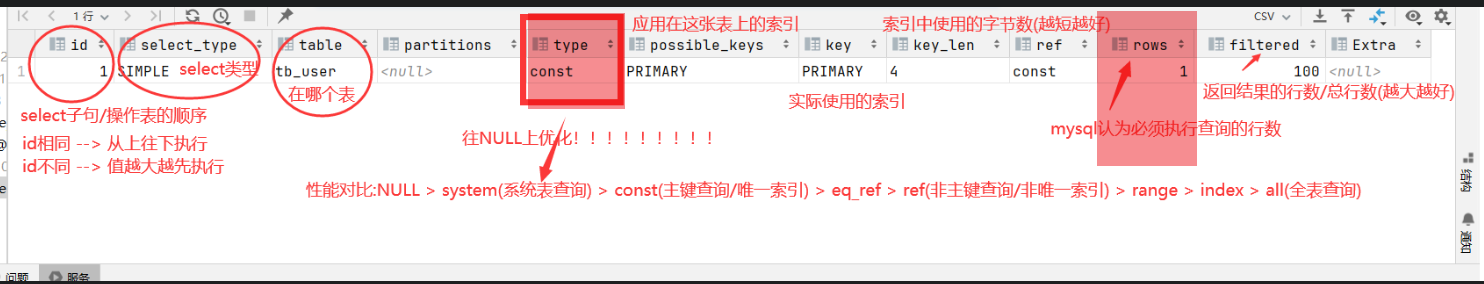 1行
CSV
应用在这张表上的索引
索引中使用的字节数(越短越好)
id select_type table partitions type possible_keys key key_len ref rows filtered Extra
1 1 SIMPLE select类型 tb_user <null> const PRIMARY PRIMARY 4 const 1 100 <null>
在哪个表
实际使用的索引
返回结果的行数/总行数(越大越好)
select子句/操作表的顺序
mysql认为必须执行查询的行数
id相同 --> 从上往下执行
往NULL上优化！！！！！！！！！
id不同 --> 值越大越先执行
性能对比:NULL > system(系统表查询) > const(主键查询/唯一索引) > eq_ref > ref(非主键查询/非唯一索引) > range > index > all(全表查询)
结构
通知
问题
服务